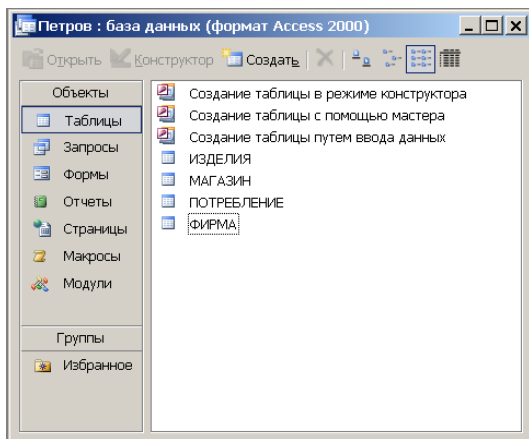 Петров : база данных (формат Access 2000)
Открыть Конструктор Создать
Объекты
Таблицы
Запросы
Формы
Отчеты
Страницы
Макросы
Модули
Группы
Избранное
Создание таблицы в режиме конструктора
Создание таблицы с помощью мастера
Создание таблицы путем ввода данных
ИЗДЕЛИЯ
МАГАЗИН
ПОТРЕБЛЕНИЕ
ФИРМА